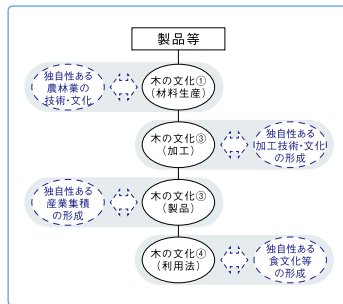 製品等
独自性ある
農林業の
技術・文化
木の文化①
(材料生産)
木の文化③
(加工)
独自性ある
加工技術・文化
の形成
独自性ある
産業集積
の形成
木の文化③
(製品)
木の文化④
(利用法)
独自性ある
食文化等
の形成